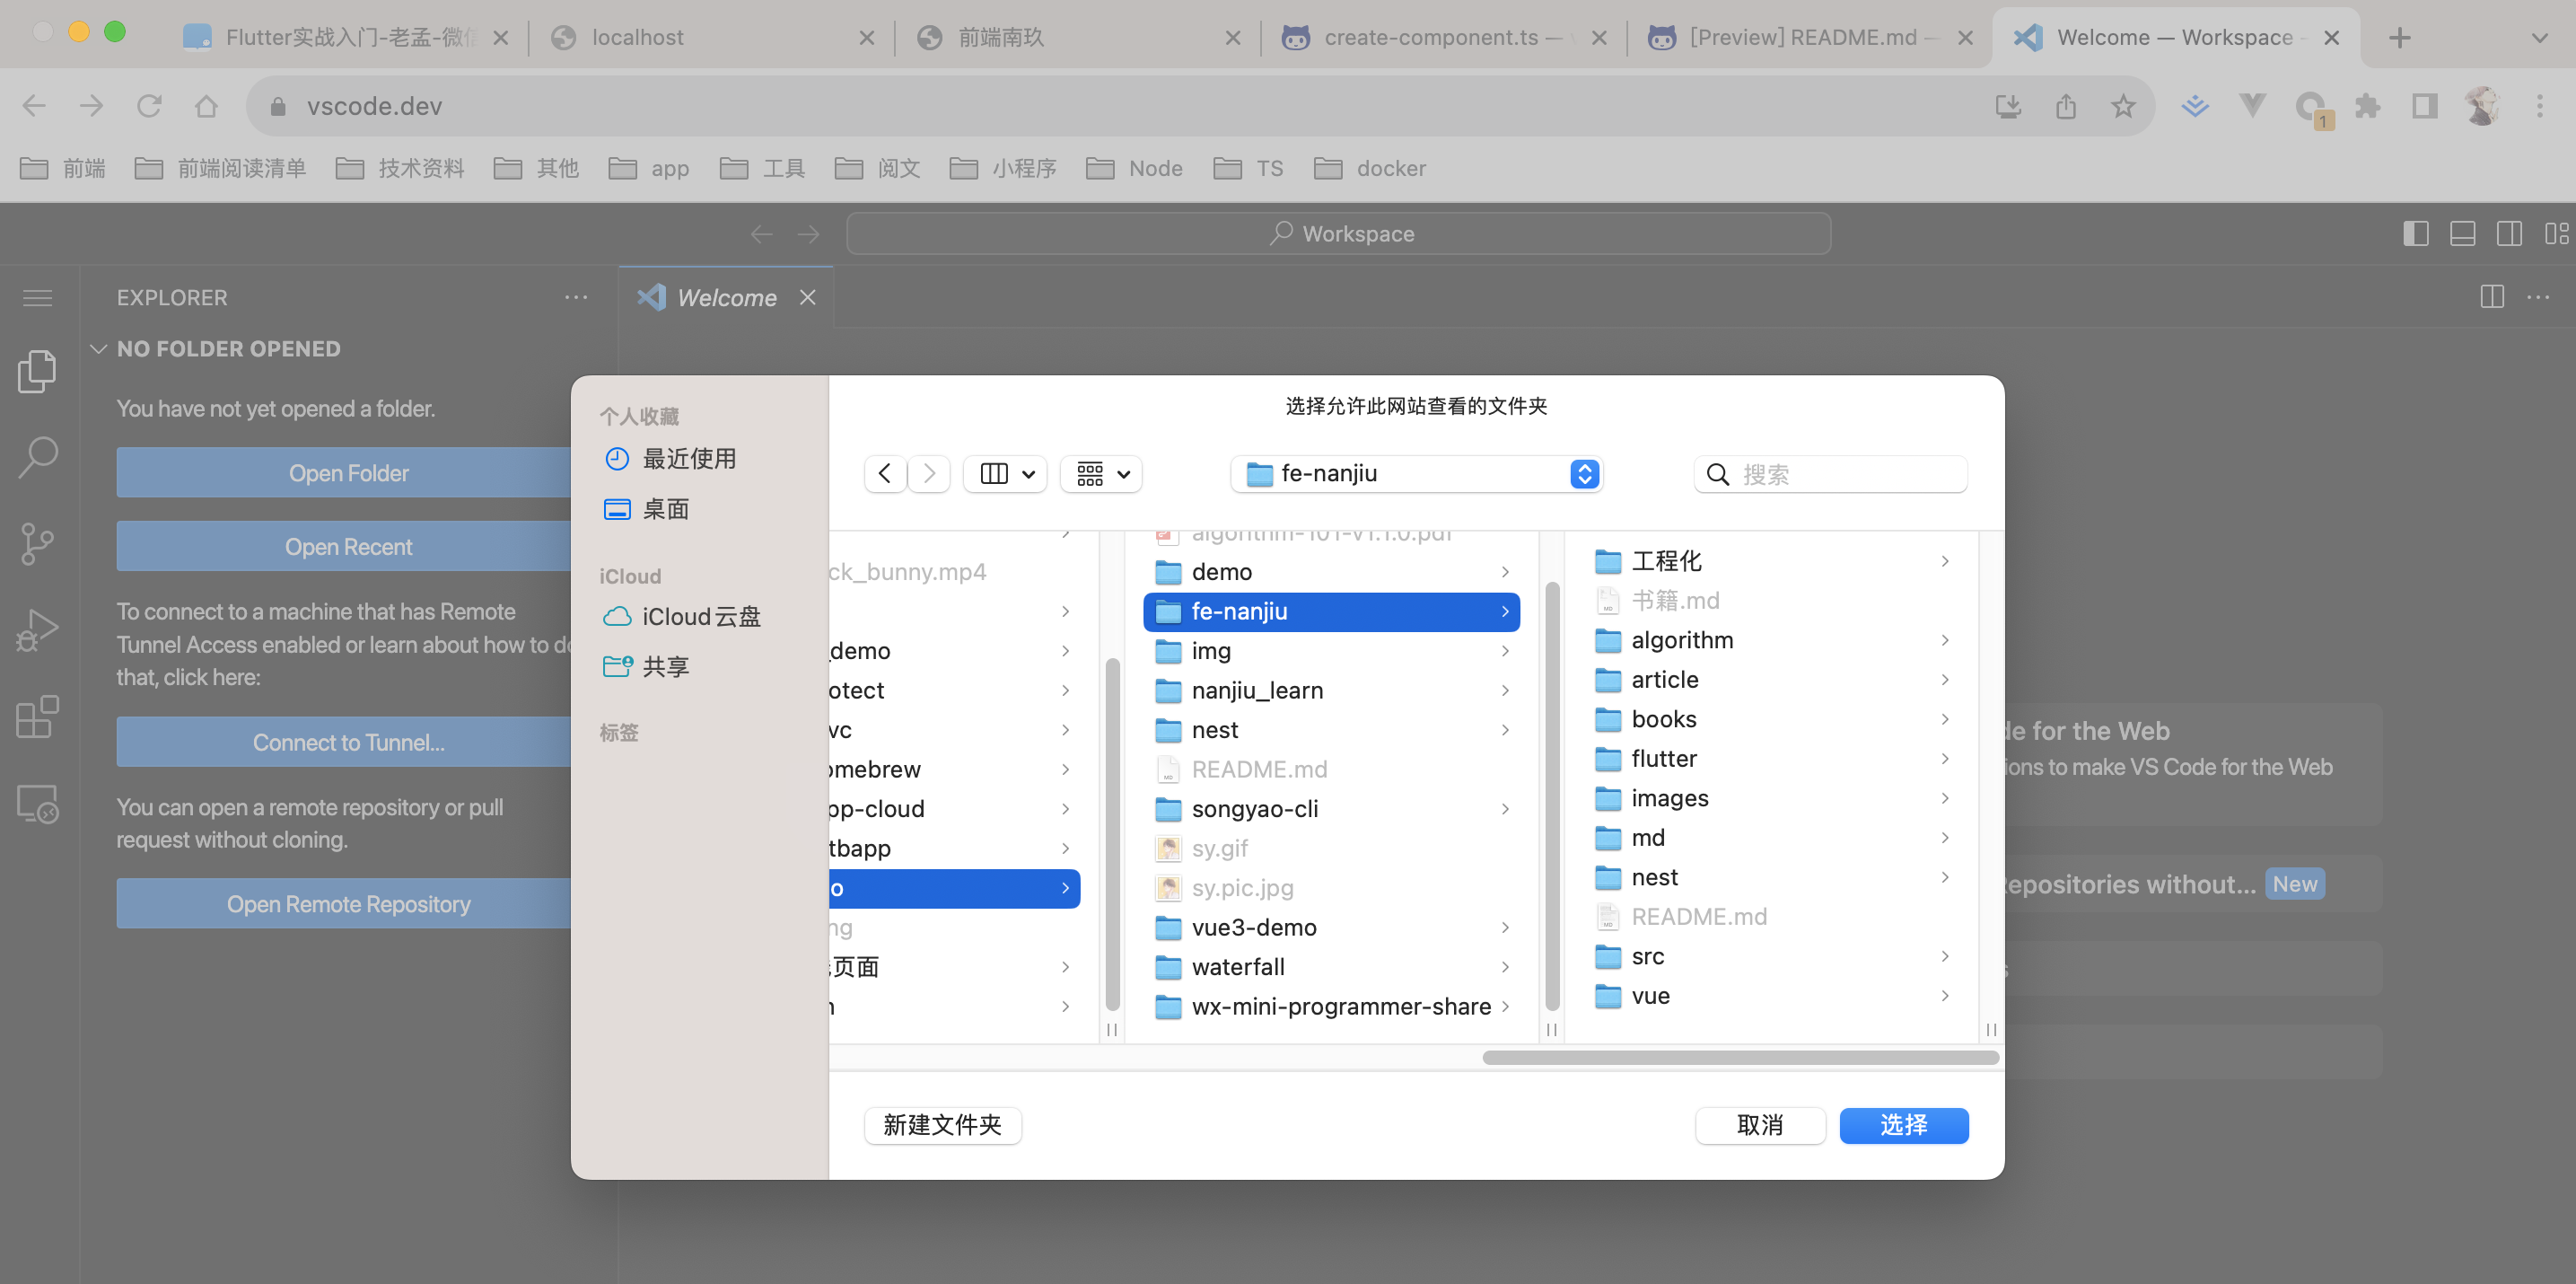 Flutter实战入门-老孟-微信
localhost
前端南玖
create-component.ts —
[Preview] README.md —
Welcome — Workspace -
vscode.dev
1
前端
前端阅读清单
技术资料
其他
app
工具
阅文
小程序
Node
TS
docker
Workspace
EXPLORER
Welcome
NO FOLDER OPENED
You have not yet opened a folder.
Open Folder
Open Recent
To connect to a machine that has Remote
Tunnel Access enabled or learn about how to do
that, click here:
Connect to Tunnel...
You can open a remote repository or pull
request without cloning.
Open Remote Repository
选择允许此网站查看的文件夹
fe-nanjiu
搜索
个人收藏
最近使用
桌面
iCloud
iCloud云盘
共享
标签
ck_bunny.mp4
_demo
otect
vc
omebrew
pp-cloud
tbapp
o
ng
页面
algorithm-101-v1.1.0.pdf
demo
fe-nanjiu
img
nanjiu_learn
nest
README.md
songyao-cli
sy.gif
sy.pic.jpg
vue3-demo
waterfall
wx-mini-programmer-share
工程化
书籍.md
algorithm
article
books
flutter
images
md
nest
README.md
src
vue
新建文件夹
取消
选择
de for the Web
ions to make VS Code for the Web
epositories without...
New
s